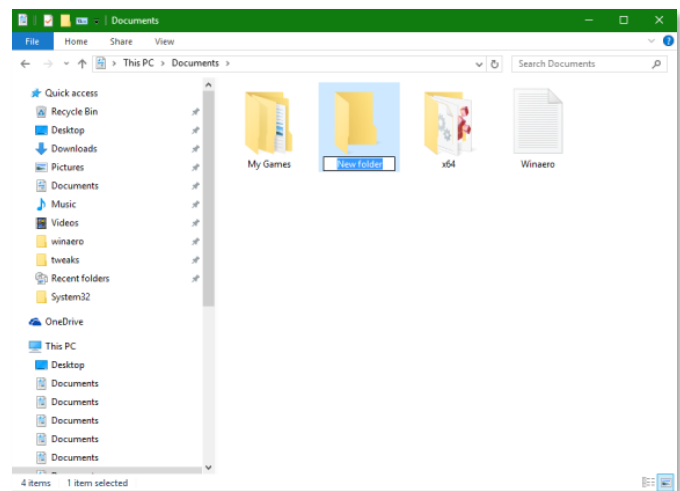 Documents
File Home Share View
This PC > Documents >
Search Documents
Quick access
Recycle Bin
Desktop
Downloads
Pictures
Documents
Music
Videos
winaero
tweaks
Recent folders
System32
OneDrive
This PC
Desktop
Documents
Documents
Documents
Documents
Documents
My Games
New folder
x64
Winaero
4 items 1 item selected